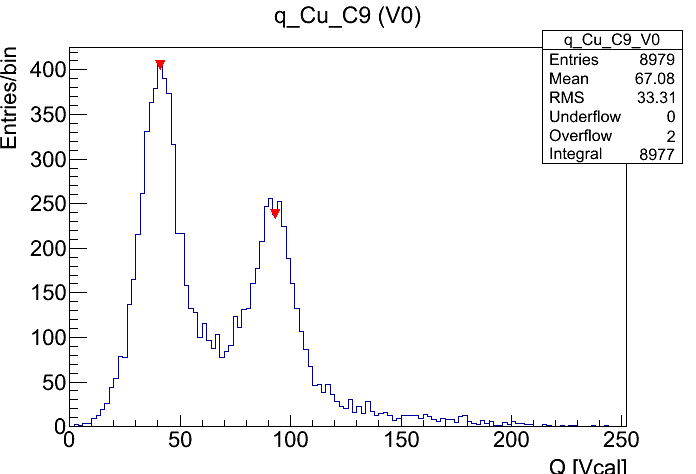 q_Cu_C9 (V0)
q_Cu_C9_V0
Entries 8979
Mean 67.08
RMS 33.31
Underflow 0
Overflow 2
Integral 8977
Entries/bin
400
350
300
250
200
150
100
50
0
0 50 100 150 200 250
Q [Vcal]